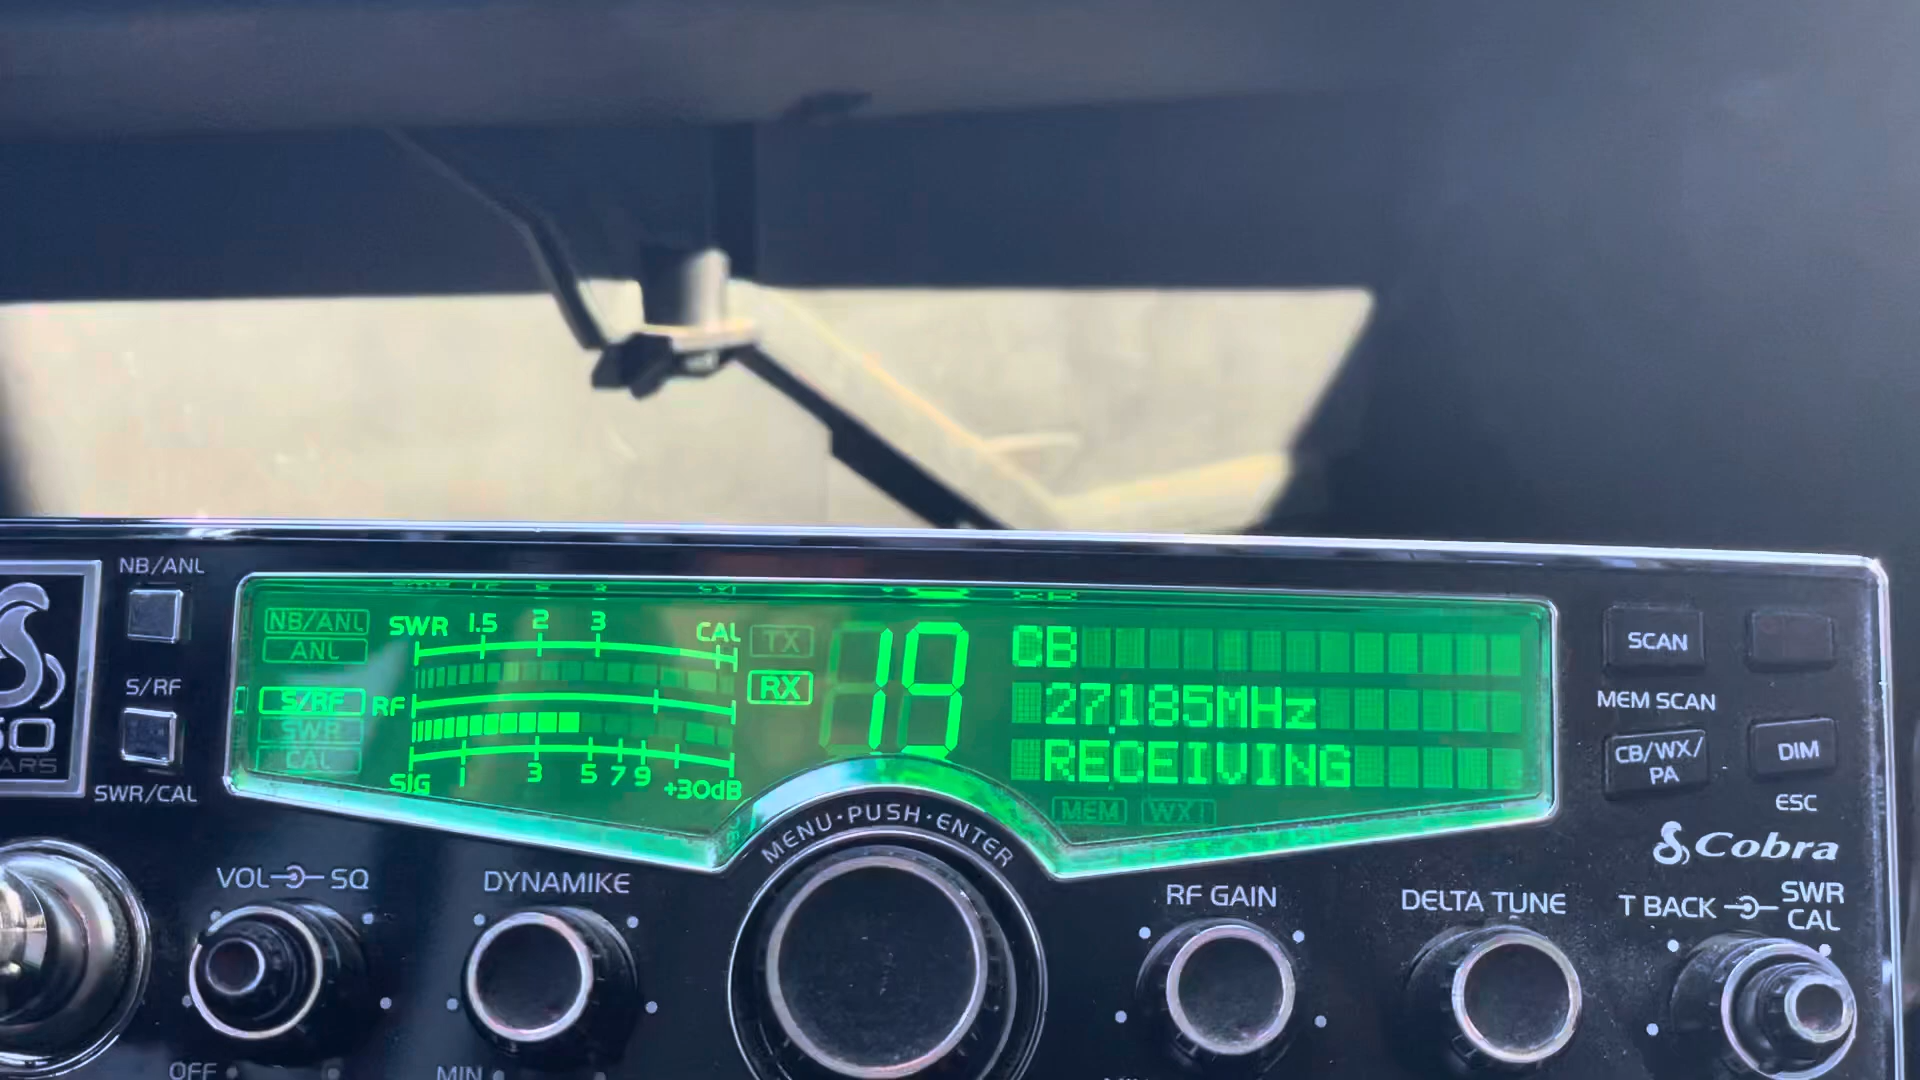 NB/ANL
S/RF
SWR/CAL
50
YEARS
NB/ANL
ANL
S/RF
SWR
CAL
SWR 1.5 2 3 CAL
RF
SIG 1 3 5 7 9 +30dB
TX
RX
19
CB
27.185MHz
RECEIVING
MEM WX!
SCAN
MEM SCAN
CB/WX/
PA
DIM
ESC
Cobra
MENU•PUSH•ENTER
VOL SQ
DYNAMIKE
RF GAIN
DELTA TUNE
T BACK SWR
CAL
OFF
MIN